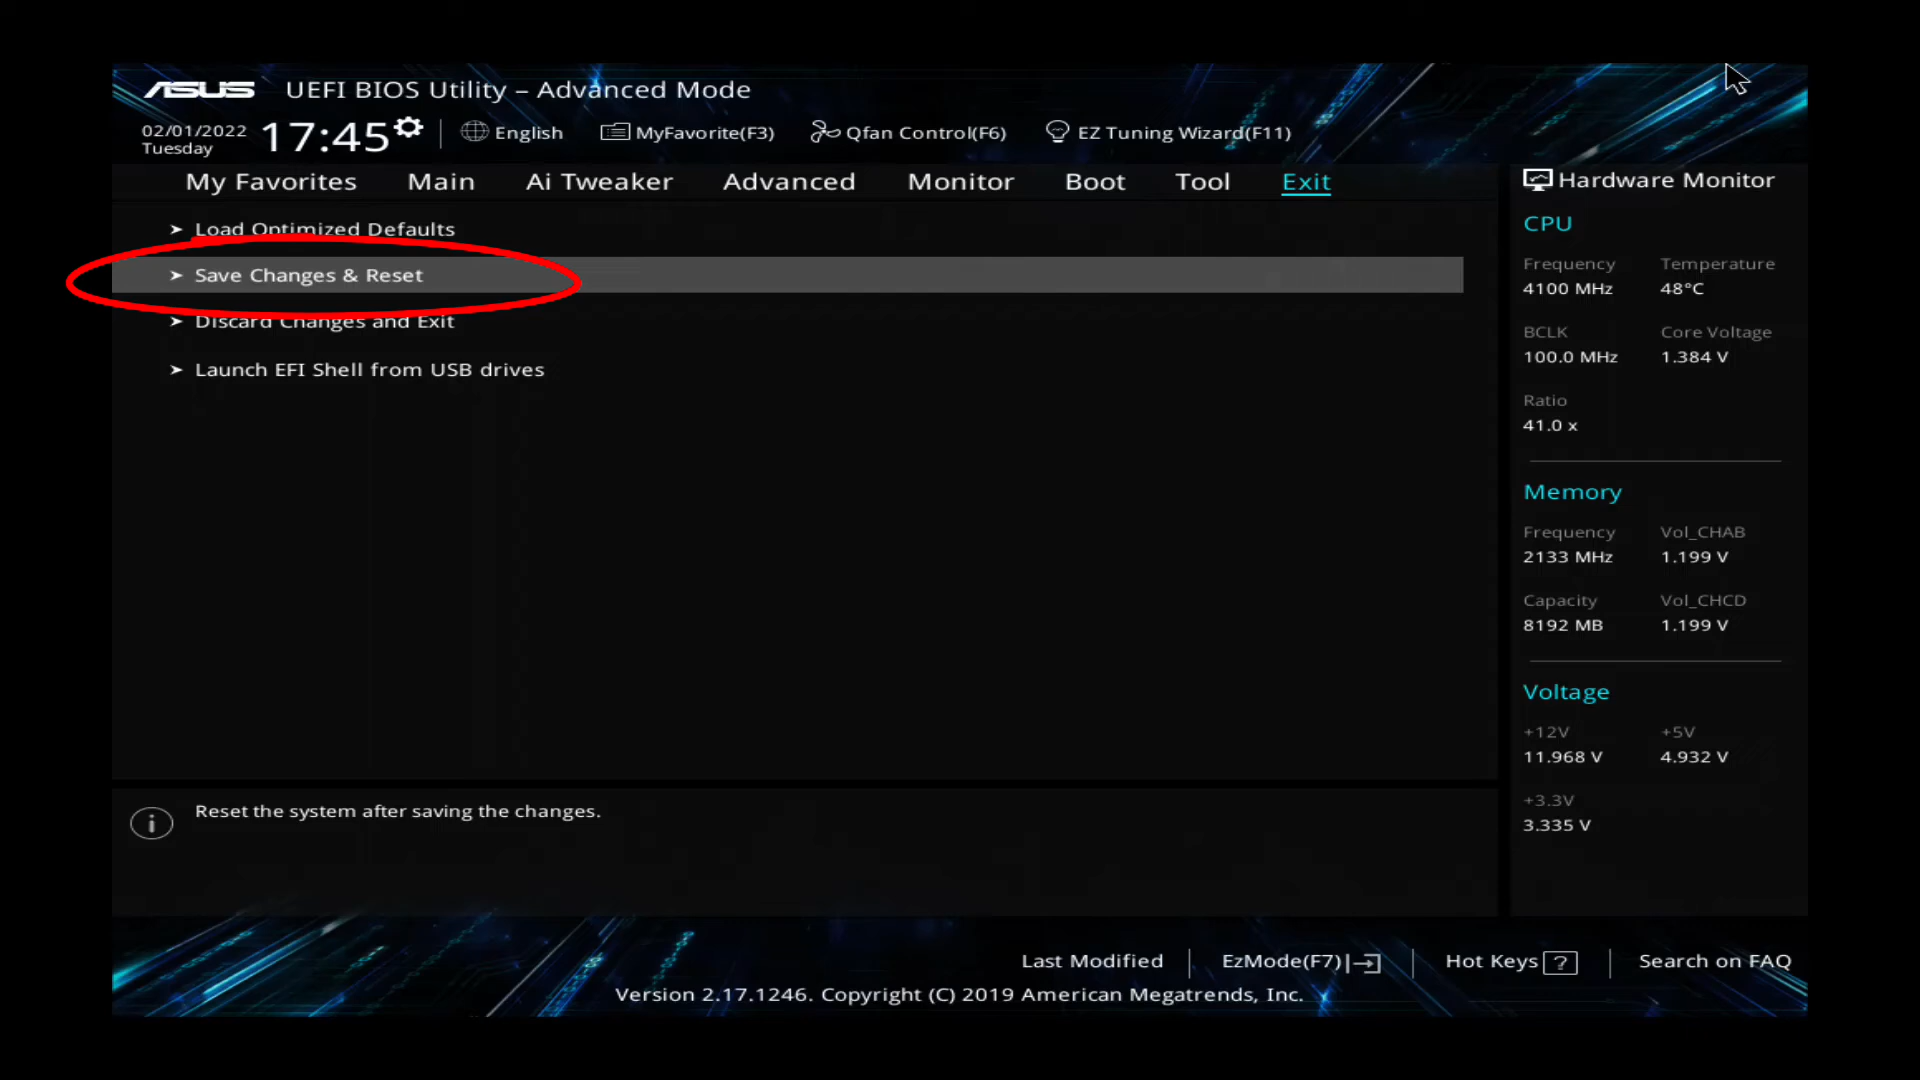 ASUS UEFI BIOS Utility – Advanced Mode
02/01/2022
Tuesday
17:45
English
MyFavorite(F3)
Qfan Control(F6)
EZ Tuning Wizard(F11)
My Favorites
Main
Ai Tweaker
Advanced
Monitor
Boot
Tool
Exit
Load Optimized Defaults
Save Changes & Reset
Discard Changes and Exit
Launch EFI Shell from USB drives
Reset the system after saving the changes.
Hardware Monitor
CPU
Frequency Temperature
4100 MHz 48°C
BCLK Core Voltage
100.0 MHz 1.384 V
Ratio
41.0 x
Memory
Frequency Vol_CHAB
2133 MHz 1.199 V
Capacity Vol_CHCD
8192 MB 1.199 V
Voltage
+12V +5V
11.968 V 4.932 V
+3.3V
3.335 V
Last Modified
EzMode(F7)
Hot Keys ?
Search on FAQ
Version 2.17.1246. Copyright (C) 2019 American Megatrends, Inc.